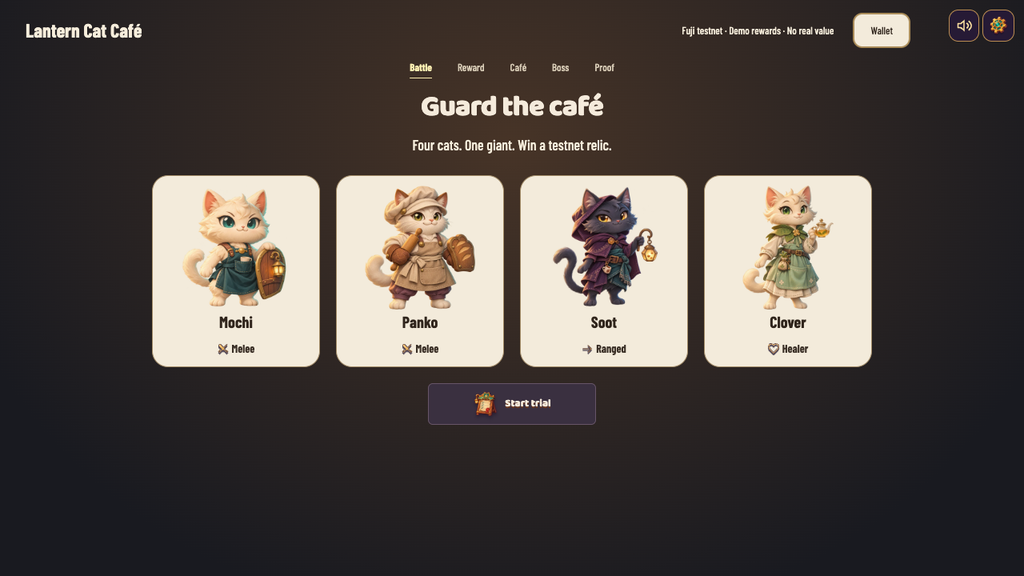 Lantern Cat Café
Fuji testnet · Demo rewards · No real value
Wallet
Battle Reward Café Boss Proof
Guard the café
Four cats. One giant. Win a testnet relic.
Mochi
Melee
Panko
Melee
Soot
Ranged
Clover
Healer
Start trial